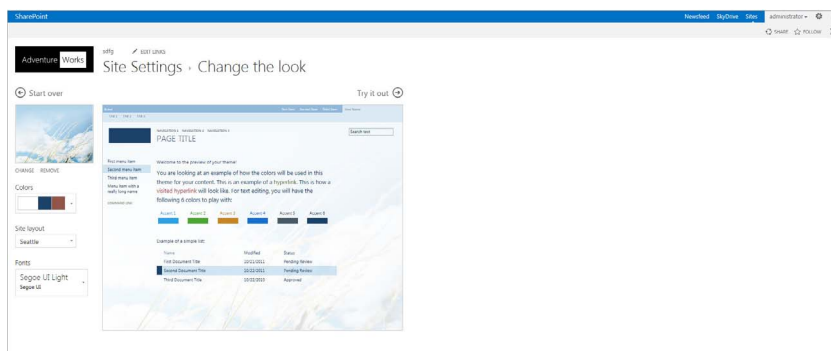 SharePoint
Newsfeed SkyDrive Sites administrator
SHARE FOLLOW
Adventure Works
sdfg EDIT LINKS
Site Settings › Change the look
Start over
Try it out
PAGE TITLE
Search text
First menu item
Second menu item
Third menu item
Menu item with a
really long name
Welcome to the preview of your theme!
You are looking at an example of how the colors will be used in this
theme for your content. This is an example of a hyperlink. This is how a
visited hyperlink will look like. For text editing, you will have the
following 6 colors to play with:
Accent 1 Accent 2 Accent 3 Accent 4 Accent 5 Accent 6
Example of a simple list:
Name Modified Status
First Document Title 10/21/2011 Pending Review
Second Document Title Pending Review
Third Document Title Approved
CHANGE REMOVE
Colors
Site layout
Seattle
Fonts
Segoe UI Light
Segoe UI